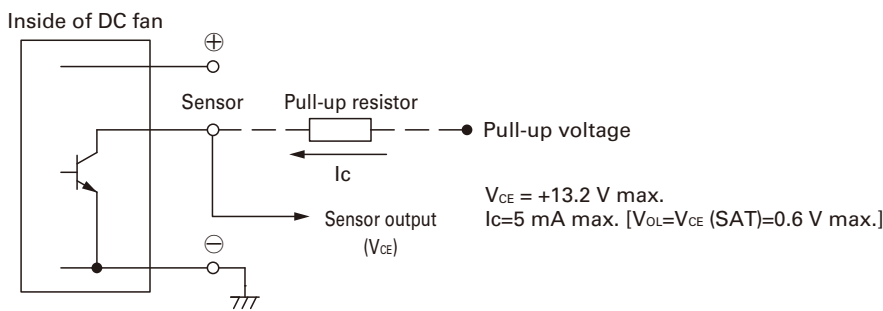 Inside of DC fan
⊕
Sensor Pull-up resistor
Pull-up voltage
Ic
VCE = +13.2 V max.
Ic=5 mA max. [VOL=VCE (SAT)=0.6 V max.]
Sensor output
(VCE)
⊖